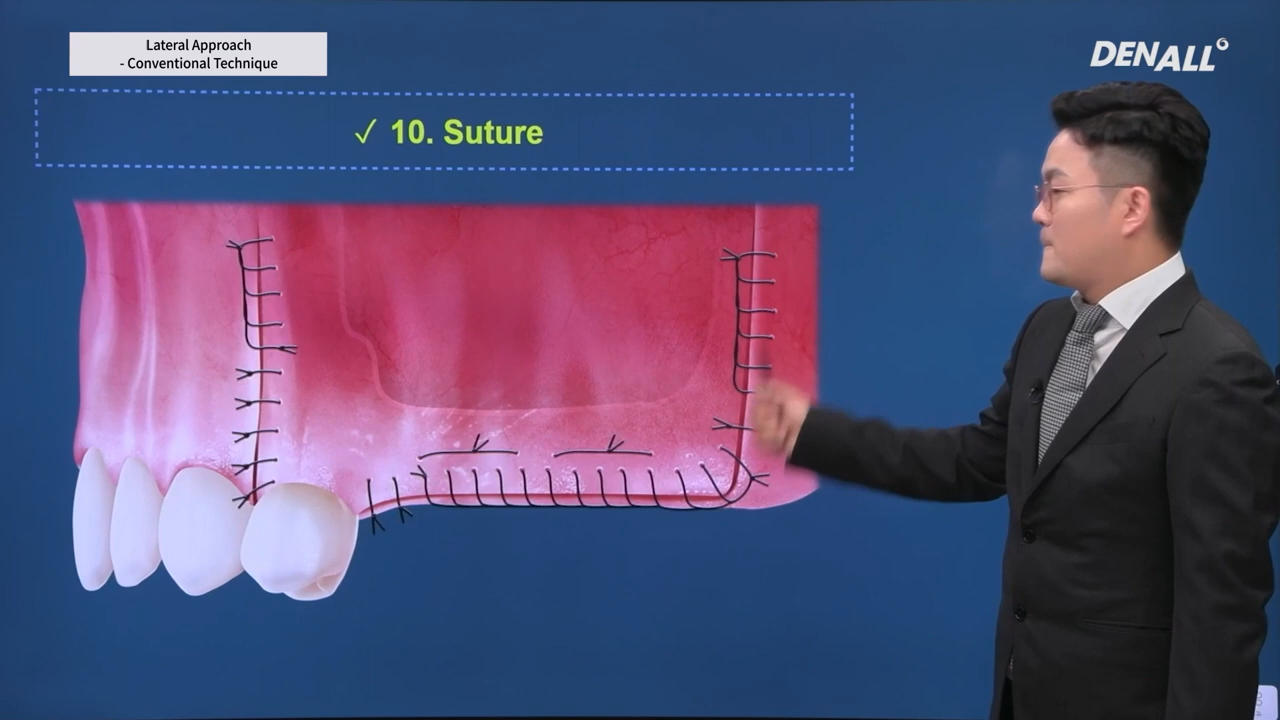 Lateral Approach
- Conventional Technique
DENALL
✓ 10. Suture